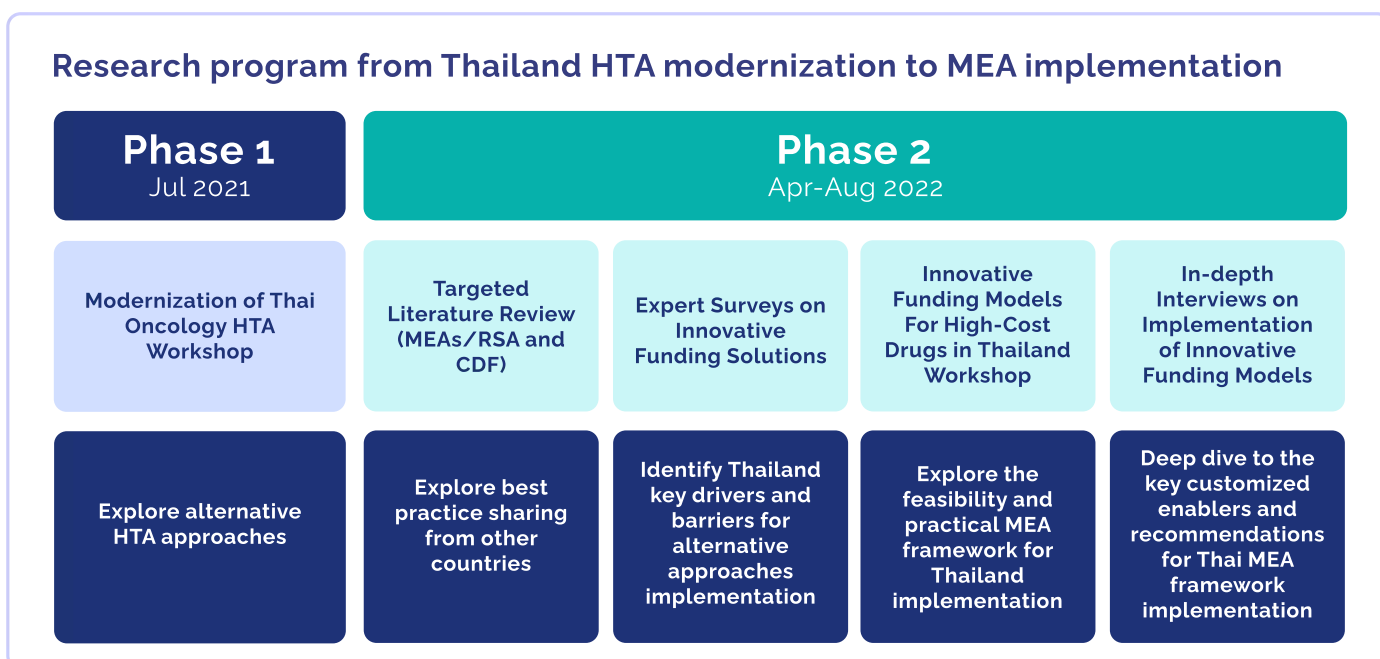 Research program from Thailand HTA modernization to MEA implementation
Phase 1
Jul 2021
Phase 2
Apr-Aug 2022
Modernization of Thai
Oncology HTA
Workshop
Targeted
Literature Review
(MEAs/RSA and
CDF)
Expert Surveys on
Innovative
Funding Solutions
Innovative
Funding Models
For High-Cost
Drugs in Thailand
Workshop
In-depth
Interviews on
Implementation
of Innovative
Funding Models
Explore alternative
HTA approaches
Explore best
practice sharing
from other
countries
Identify Thailand
key drivers and
barriers for
alternative
approaches
implementation
Explore the
feasibility and
practical MEA
framework for
Thailand
implementation
Deep dive to the
key customized
enablers and
recommendations
for Thai MEA
framework
implementation